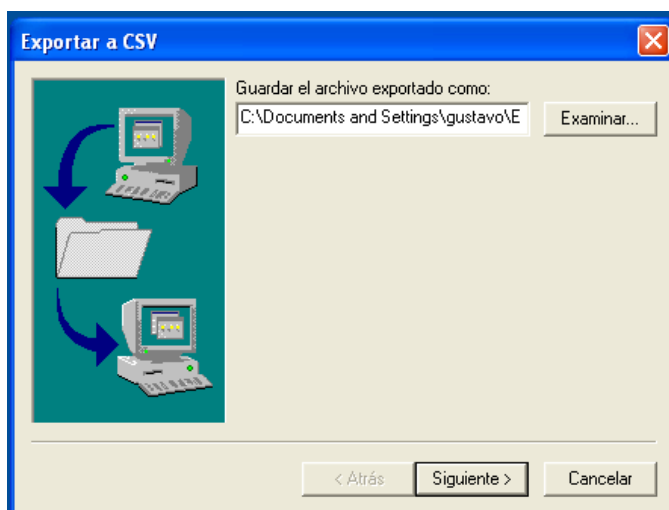 Exportar a CSV
Guardar el archivo exportado como:
C:\Documents and Settings\gustavo\E
Examinar...
< Atrás
Siguiente >
Cancelar